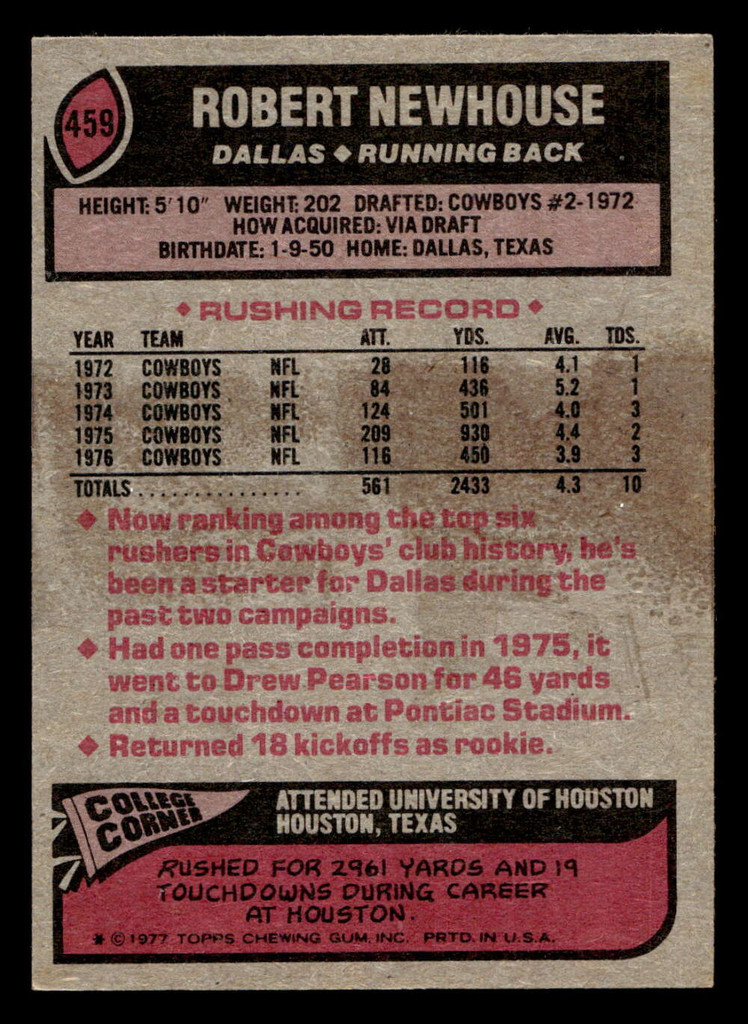 459
ROBERT NEWHOUSE
DALLAS ◆ RUNNING BACK
HEIGHT: 5'10" WEIGHT: 202 DRAFTED: COWBOYS #2-1972
HOW ACQUIRED: VIA DRAFT
BIRTHDATE: 1-9-50 HOME: DALLAS, TEXAS
◆ RUSHING RECORD ◆
YEAR TEAM ATT. YDS. AVG. TDS.
1972 COWBOYS NFL 28 116 4.1 1
1973 COWBOYS NFL 84 436 5.2 1
1974 COWBOYS NFL 124 501 4.0 3
1975 COWBOYS NFL 209 930 4.4 2
1976 COWBOYS NFL 116 450 3.9 3
TOTALS................ 561 2433 4.3 10
◆ Now ranking among the top six
rushers in Cowboys' club history, he's
been a starter for Dallas during the
past two campaigns.
◆ Had one pass completion in 1975, it
went to Drew Pearson for 46 yards
and a touchdown at Pontiac Stadium.
◆ Returned 18 kickoffs as rookie.
COLLEGE
CORNER
ATTENDED UNIVERSITY OF HOUSTON
HOUSTON, TEXAS
RUSHED FOR 2961 YARDS AND 19
TOUCHDOWNS DURING CAREER
AT HOUSTON.
* © 1977 TOPPS CHEWING GUM, INC. PRTD. IN U.S.A.